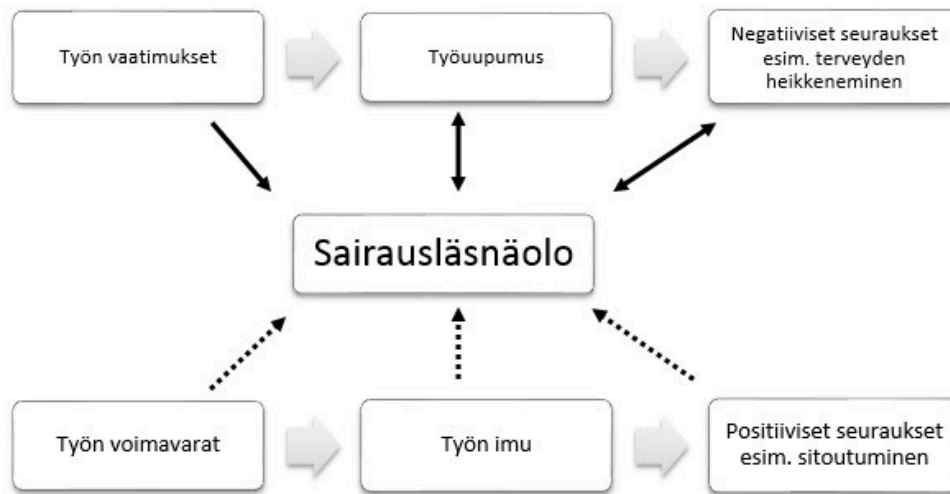 Työn vaatimukset
Työuupumus
Negatiiviset seuraukset
esim. terveyden
heikkeneminen
Sairausläsnäolo
Työn voimavarat
Työn imu
Positiiviset seuraukset
esim. sitoutuminen